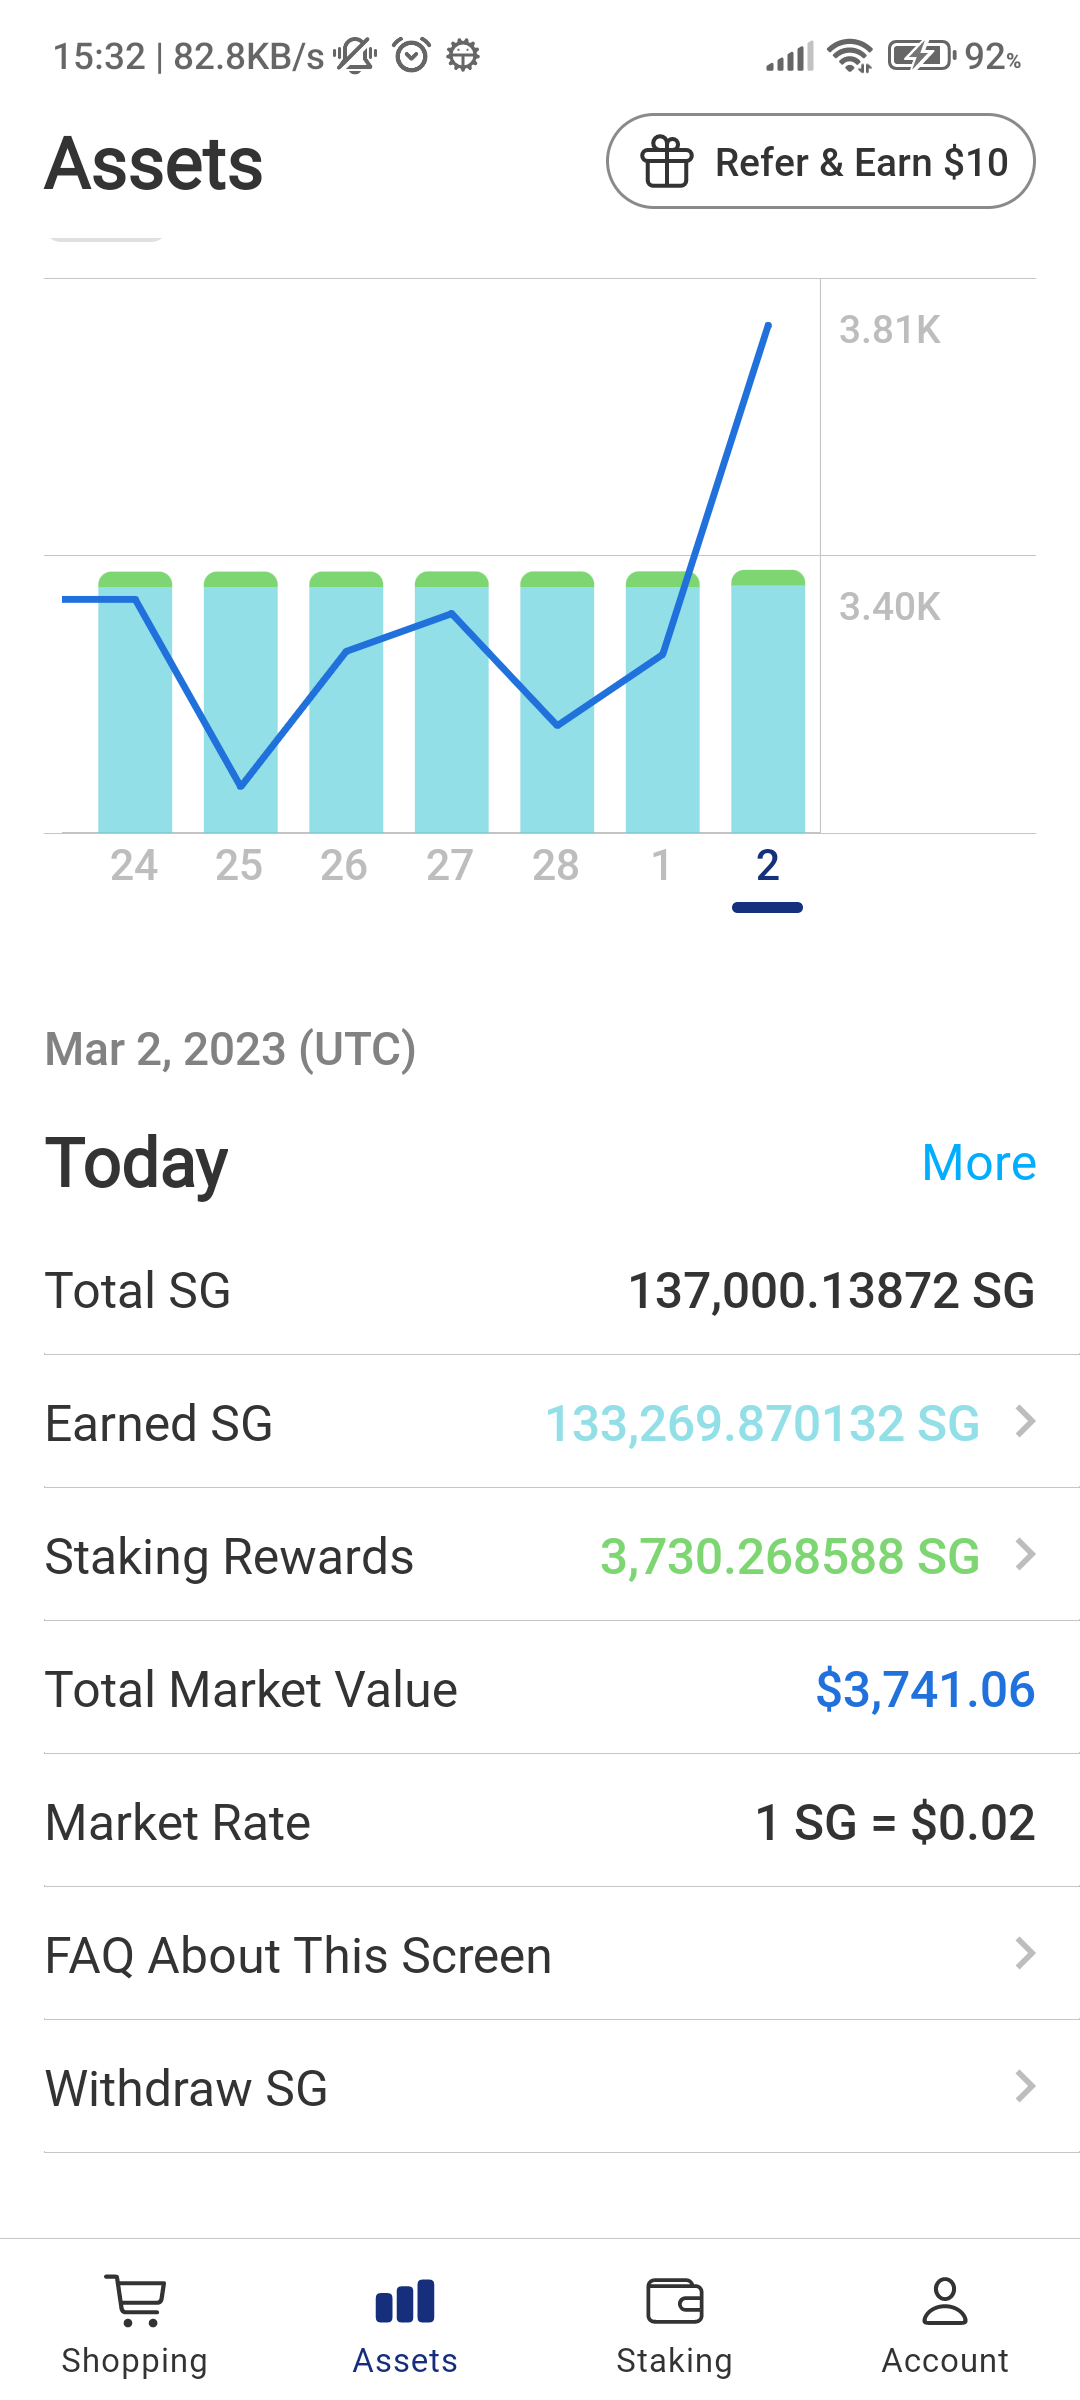 15:32 | 82.8KB/s 92%
Assets
Refer & Earn $10
3.81K
3.40K
24 25 26 27 28 1 2
Mar 2, 2023 (UTC)
Today More
Total SG 137,000.13872 SG
Earned SG 133,269.870132 SG
Staking Rewards 3,730.268588 SG
Total Market Value $3,741.06
Market Rate 1 SG = $0.02
FAQ About This Screen
Withdraw SG
Shopping Assets Staking Account